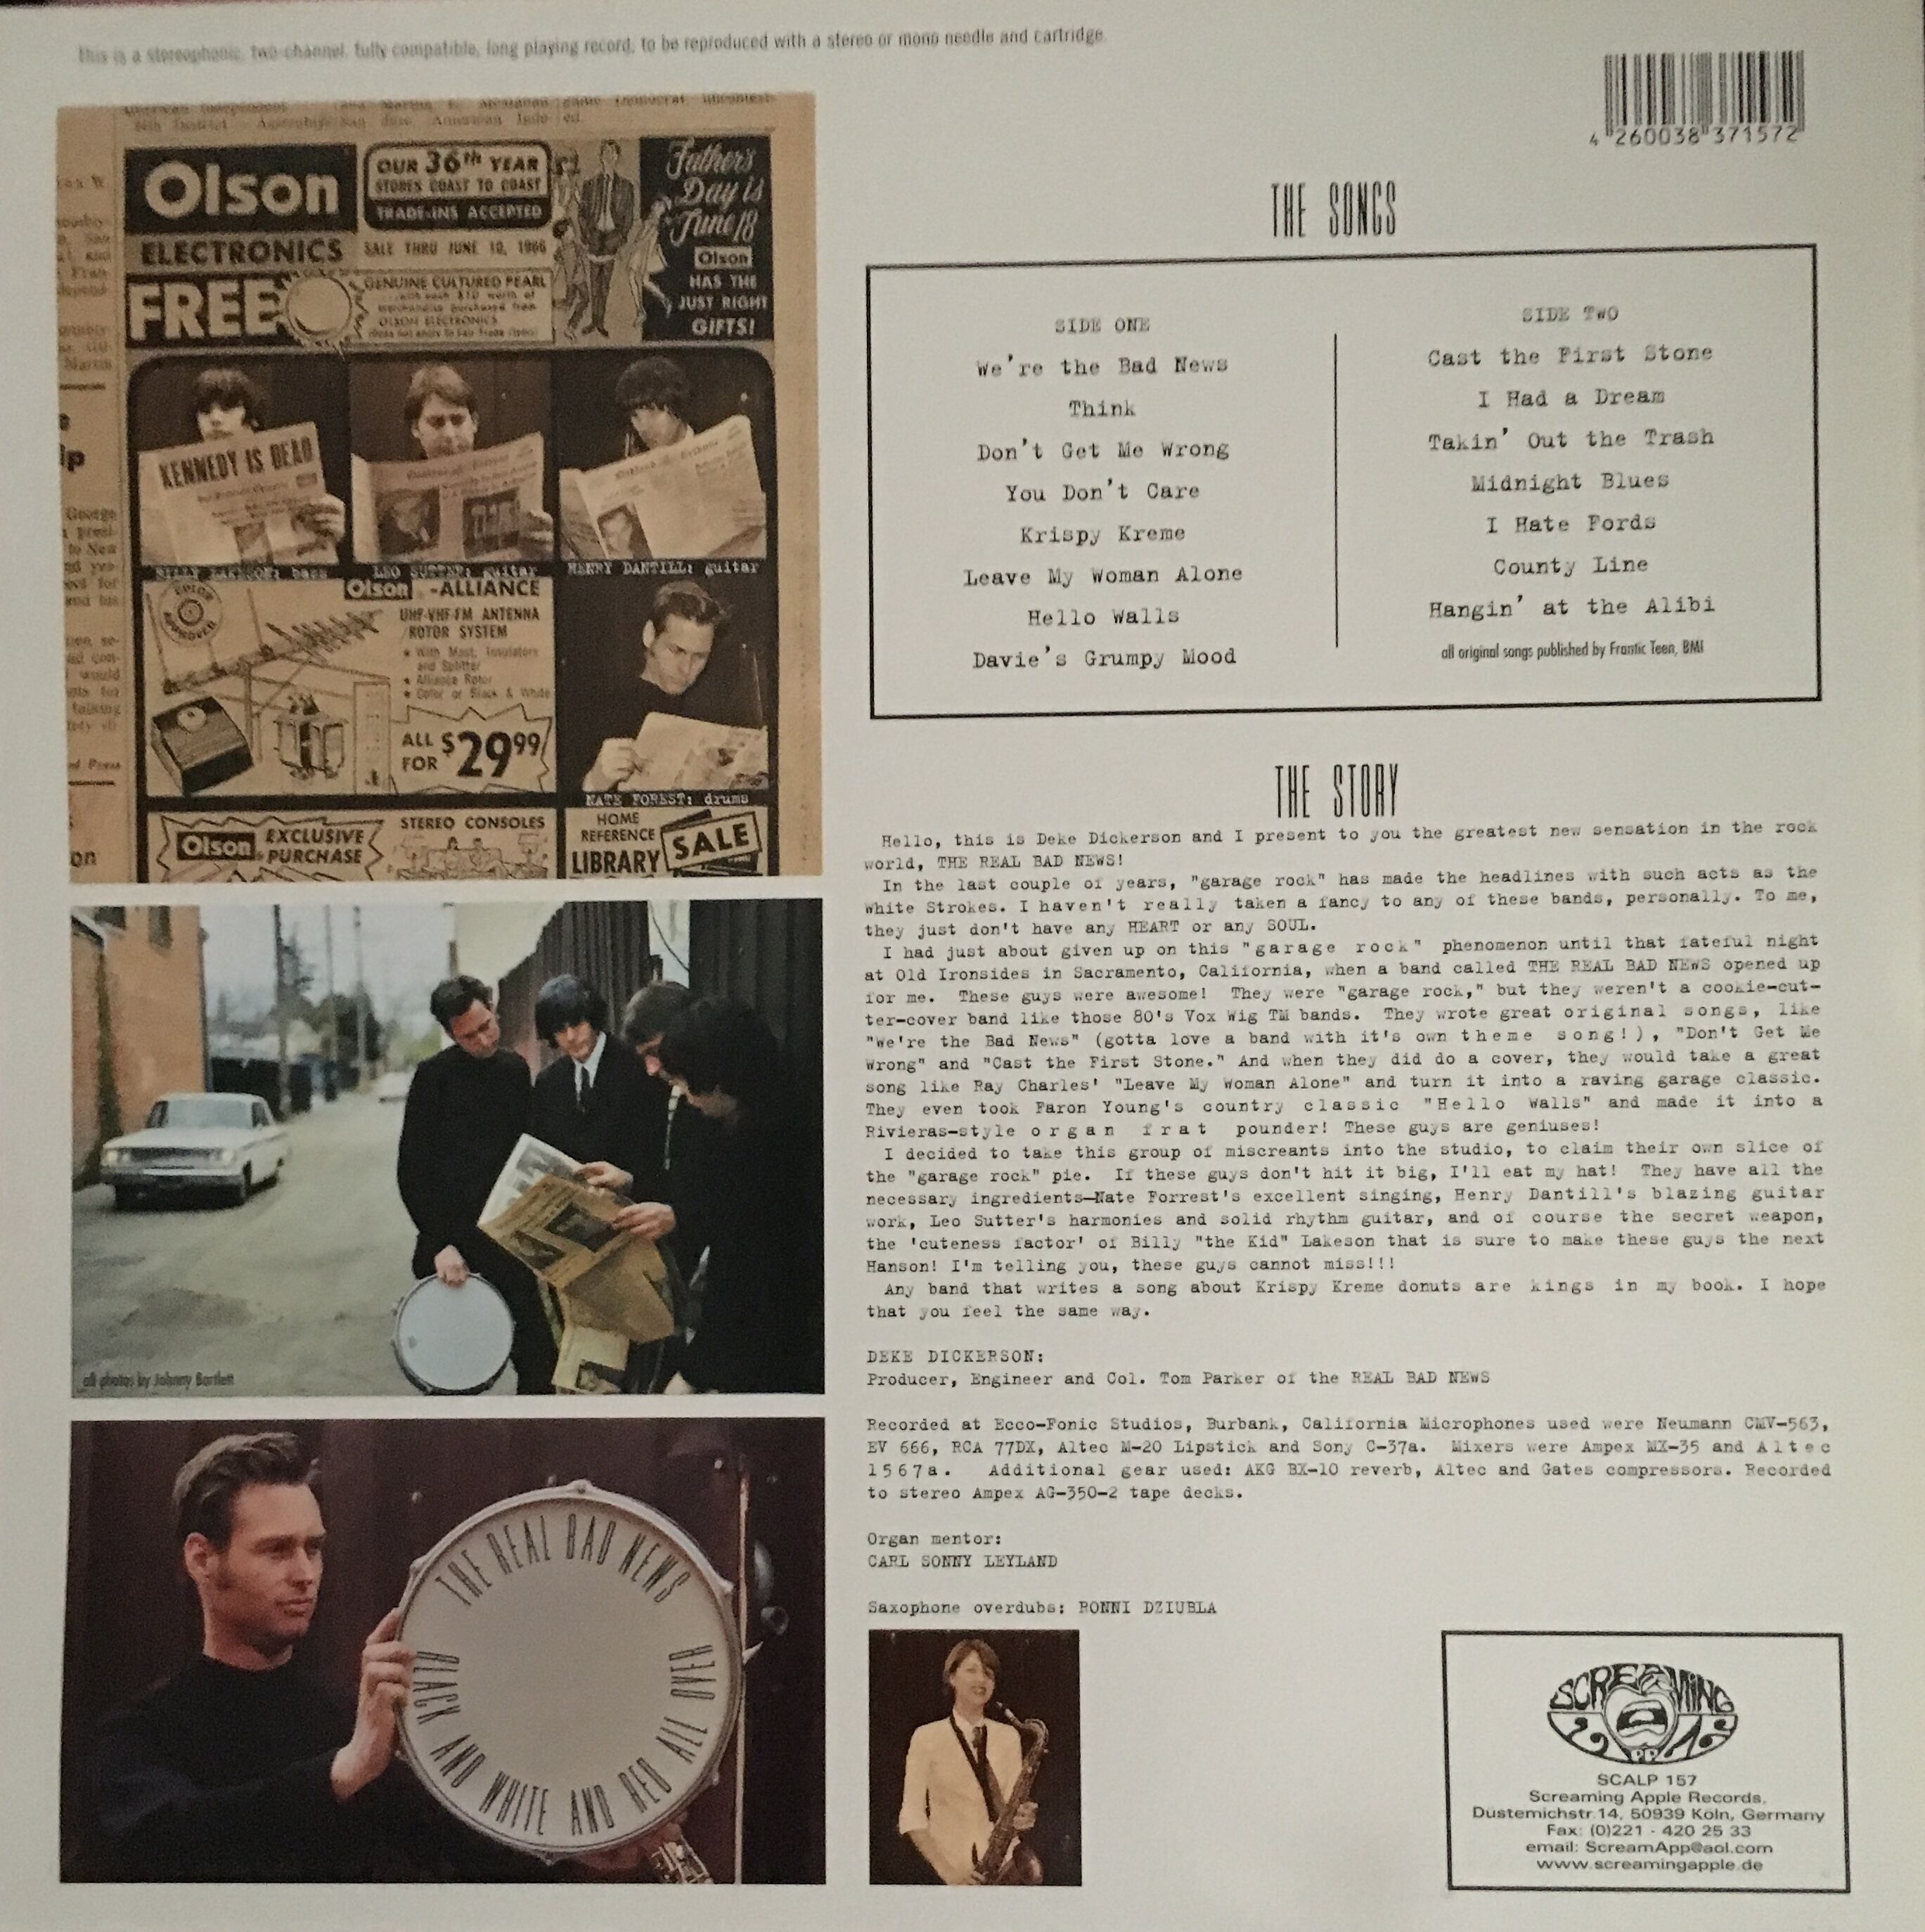 This is a stereophonic, two-channel, fully compatible, long playing record, to be reproduced with a stereo or mono needle and cartridge.
4 260038 371572
Olson
ELECTRONICS
OUR 36th YEAR
STORES COAST TO COAST
TRADE-INS ACCEPTED
SALE THRU JUNE 10, 1966
Father's
Day is
June 18
Olson
HAS THE
JUST RIGHT
GIFTS!
FREE
GENUINE CULTURED PEARL
with each $10 worth of
merchandise purchased from
OLSON ELECTRONICS
KENNEDY IS DEAD
BILLY LAKESON: bass
LEO SUTTER: guitar
HENRY DANTILL: guitar
COLOR
APPROVED
Olson -ALLIANCE
UHF-VHF-FM ANTENNA
ROTOR SYSTEM
• With Mast, Insulators
and Splitter
• Alliance Rotor
• Color or Black & White
ALL
FOR $29.99
NATE FOREST: drums
Olson EXCLUSIVE
PURCHASE
STEREO CONSOLES
HOME
REFERENCE
LIBRARY
SALE
all photos by Johnny Bartlett
THE REAL BAD NEWS
BLACK AND WHITE AND RED ALL OVER
THE SONGS
SIDE ONE
We're the Bad News
Think
Don't Get Me Wrong
You Don't Care
Krispy Kreme
Leave My Woman Alone
Hello Walls
Davie's Grumpy Mood
SIDE TWO
Cast the First Stone
I Had a Dream
Takin' Out the Trash
Midnight Blues
I Hate Fords
County Line
Hangin' at the Alibi
all original songs published by Frantic Teen, BMI
THE STORY
Hello, this is Deke Dickerson and I present to you the greatest new sensation in the rock
world, THE REAL BAD NEWS!
In the last couple of years, "garage rock" has made the headlines with such acts as the
White Strokes. I haven't really taken a fancy to any of these bands, personally. To me,
they just don't have any HEART or any SOUL.
I had just about given up on this "garage rock" phenomenon until that fateful night
at Old Ironsides in Sacramento, California, when a band called THE REAL BAD NEWS opened up
for me. These guys were awesome! They were "garage rock," but they weren't a cookie-cut-
ter-cover band like those 80's Vox Wig TM bands. They wrote great original songs, like
"We're the Bad News" (gotta love a band with it's own theme song!), "Don't Get Me
Wrong" and "Cast the First Stone." And when they did do a cover, they would take a great
song like Ray Charles' "Leave My Woman Alone" and turn it into a raving garage classic.
They even took Faron Young's country classic "Hello Walls" and made it into a
Rivieras-style organ frat pounder! These guys are geniuses!
I decided to take this group of miscreants into the studio, to claim their own slice of
the "garage rock" pie. If these guys don't hit it big, I'll eat my hat! They have all the
necessary ingredients—Nate Forrest's excellent singing, Henry Dantill's blazing guitar
work, Leo Sutter's harmonies and solid rhythm guitar, and of course the secret weapon,
the 'cuteness factor' of Billy "the Kid" Lakeson that is sure to make these guys the next
Hanson! I'm telling you, these guys cannot miss!!!
Any band that writes a song about Krispy Kreme donuts are kings in my book. I hope
that you feel the same way.
DEKE DICKERSON:
Producer, Engineer and Col. Tom Parker of the REAL BAD NEWS
Recorded at Ecco-Fonic Studios, Burbank, California Microphones used were Neumann CMV-563,
EV 666, RCA 77DX, Altec M-20 Lipstick and Sony C-37a. Mixers were Ampex MX-35 and Altec
1567a. Additional gear used: AKG BX-10 reverb, Altec and Gates compressors. Recorded
to stereo Ampex AG-350-2 tape decks.
Organ mentor:
CARL SONNY LEYLAND
Saxophone overdubs: RONNI DZIUBLA
SCREAMING
APPLE
SCALP 157
Screaming Apple Records,
Dustemichstr.14, 50939 Köln, Germany
Fax: (0)221 - 420 25 33
email: ScreamApp@aol.com
www.screamingapple.de